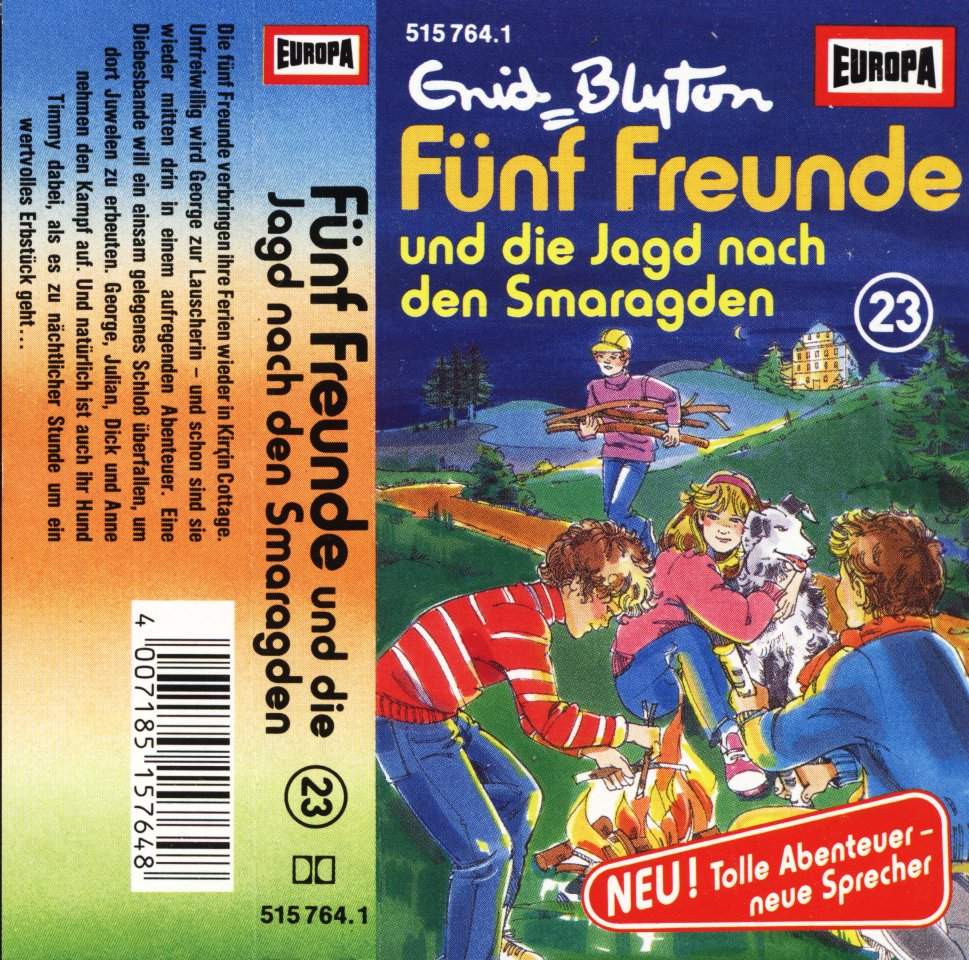 Die fünf Freunde verbringen ihre Ferien wieder in Kirrin Cottage.
Unfreiwillig wird George zur Lauscherin – und schon sind sie
wieder mitten drin in einem aufregenden Abenteuer. Eine
Diebesbande will ein einsam gelegenes Schloß überfallen, um
dort Juwelen zu erbeuten. George, Julian, Dick und Anne
nehmen den Kampf auf. Und natürlich ist auch ihr Hund
Timmy dabei, als es zu nächtlicher Stunde um ein
wertvolles Erbstück geht...
4 007185 157648
EUROPA
Fünf Freunde und die
Jagd nach den Smaragden
23
515 764.1
515 764.1
EUROPA
Enid Blyton
Fünf Freunde
und die Jagd nach
den Smaragden
23
NEU! Tolle Abenteuer –
neue Sprecher